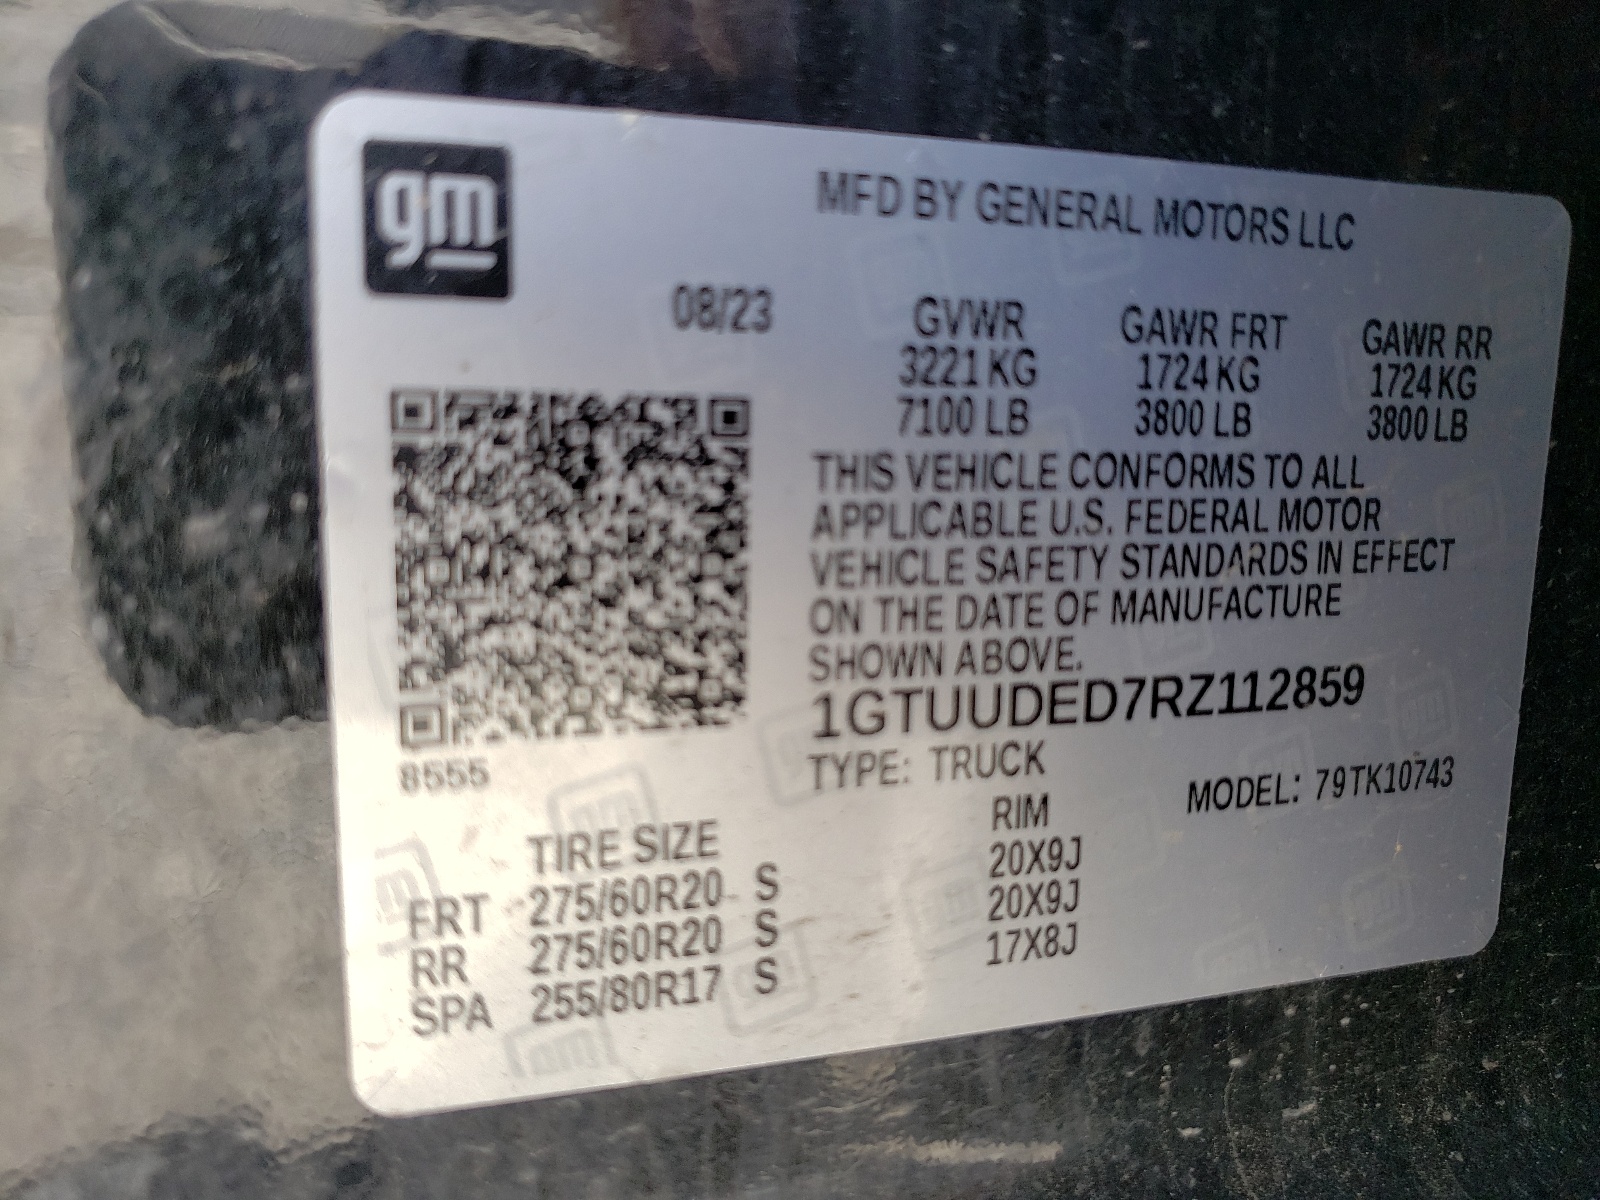 gm
MFD BY GENERAL MOTORS LLC
08/23
GVWR GAWR FRT GAWR RR
3221 KG 1724 KG 1724 KG
7100 LB 3800 LB 3800 LB
THIS VEHICLE CONFORMS TO ALL
APPLICABLE U.S. FEDERAL MOTOR
VEHICLE SAFETY STANDARDS IN EFFECT
ON THE DATE OF MANUFACTURE
SHOWN ABOVE.
1GTUUDED7RZ112859
8555
TYPE: TRUCK MODEL: 79TK10743
TIRE SIZE RIM
FRT 275/60R20 S 20X9J
RR 275/60R20 S 20X9J
SPA 255/80R17 S 17X8J